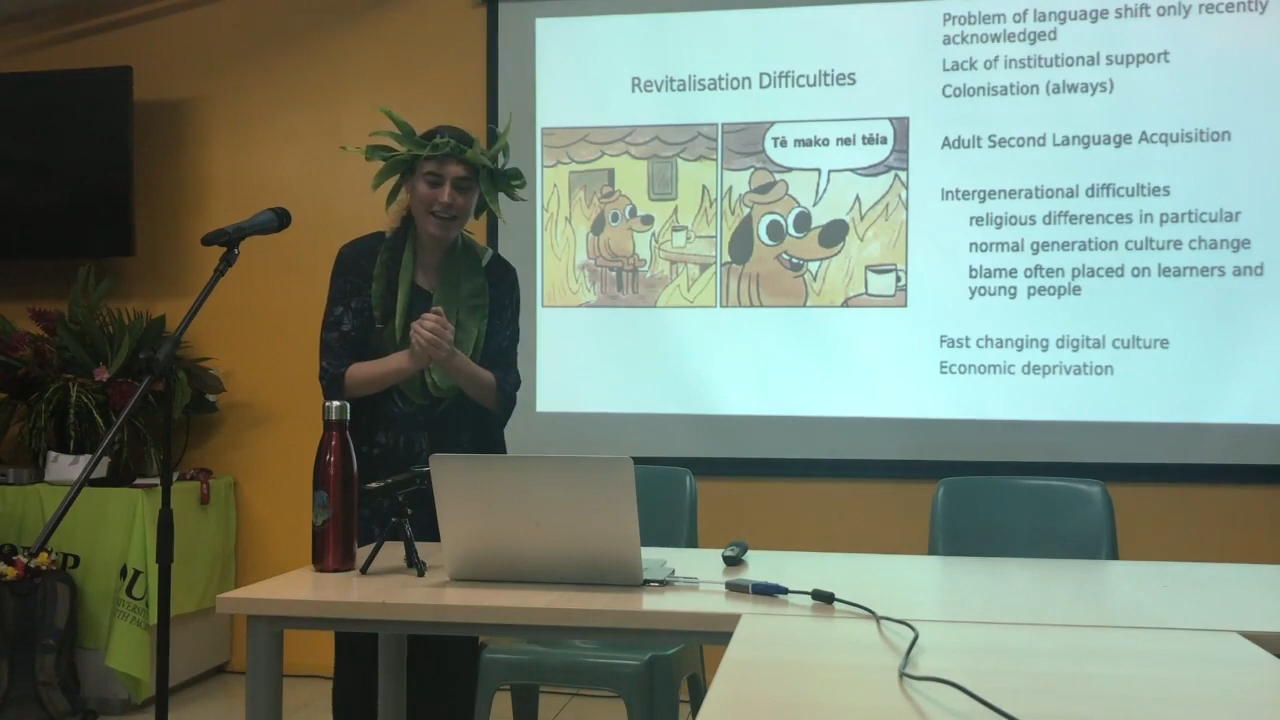 Revitalisation Difficulties
Tē mako nei tēia
Problem of language shift only recently
acknowledged
Lack of institutional support
Colonisation (always)
Adult Second Language Acquisition
Intergenerational difficulties
religious differences in particular
normal generation culture change
blame often placed on learners and
young people
Fast changing digital culture
Economic deprivation